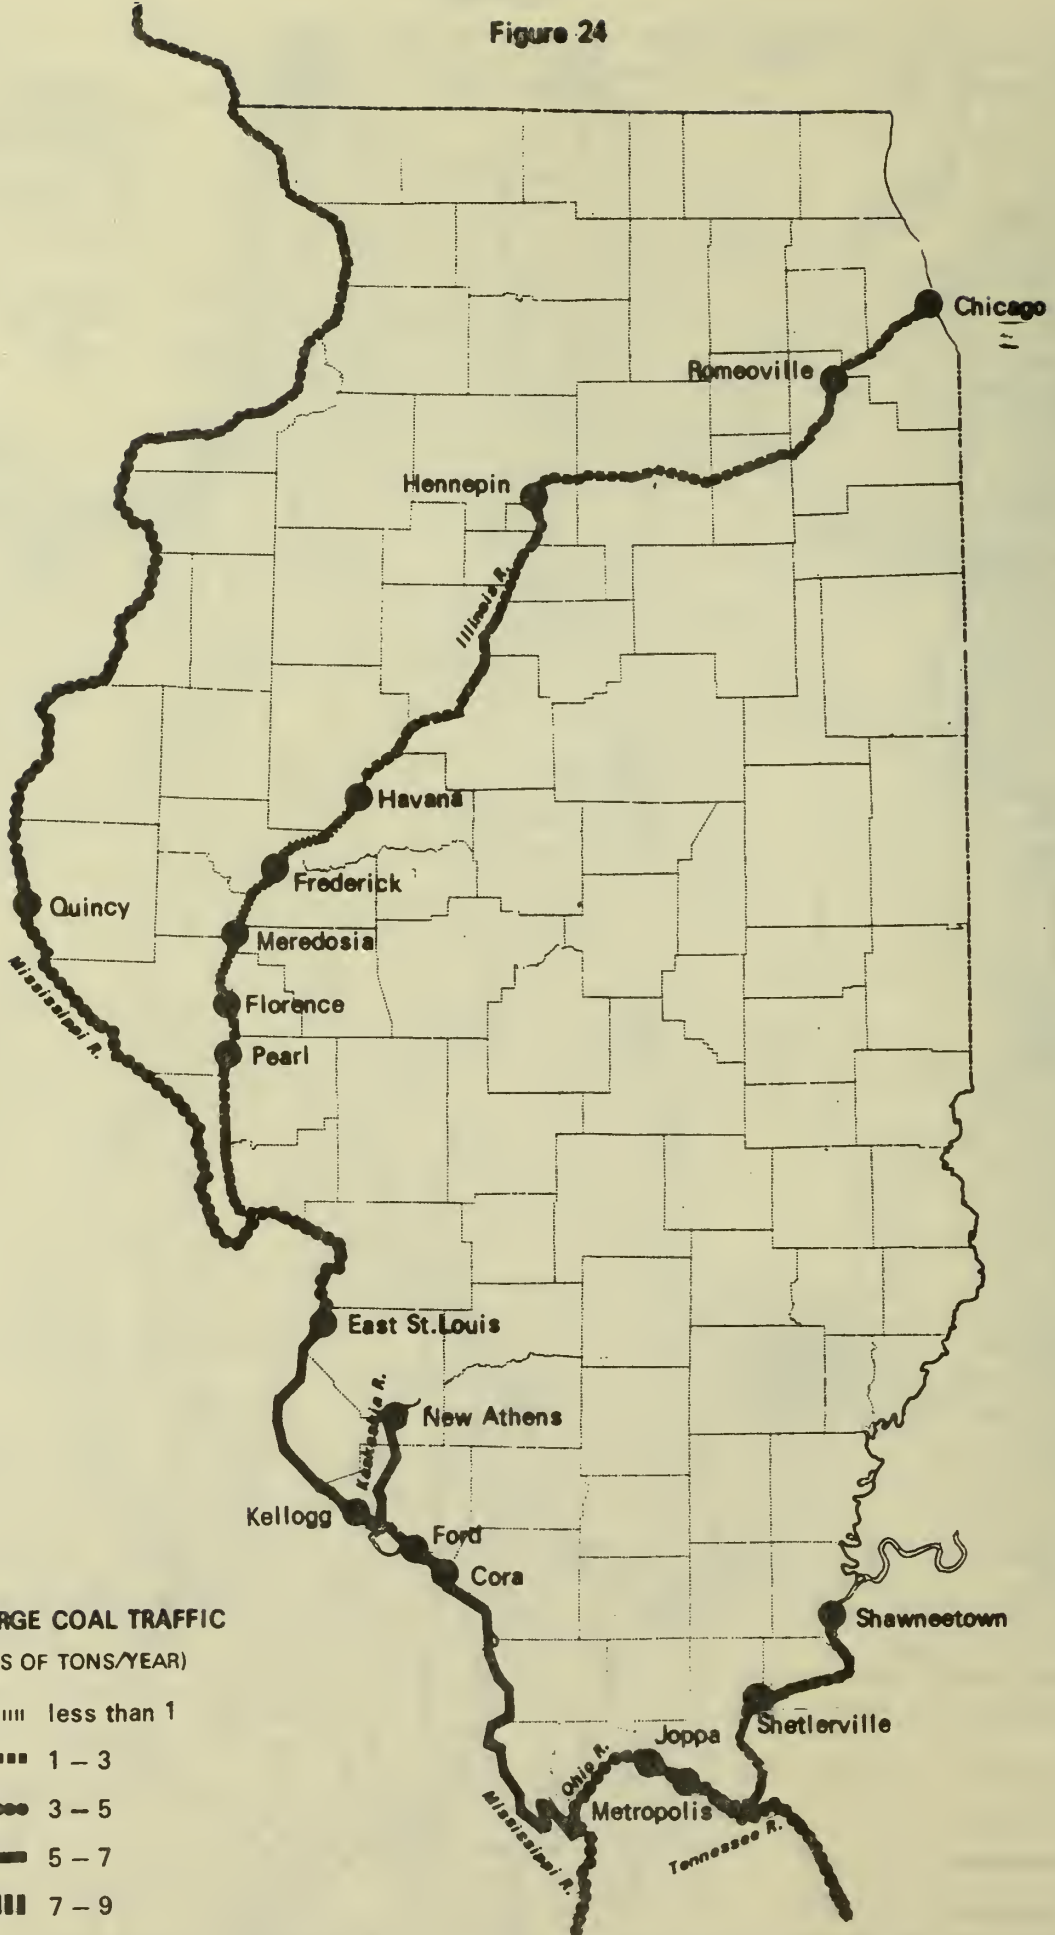 Figure 24
Chicago
Romeoville
Hennepin
Illinois R.
Havana
Frederick
Quincy
Meredosia
Mississippi R.
Florence
Pearl
East St. Louis
New Athens
Kaskaskia R.
Kellogg
Ford
Cora
RGE COAL TRAFFIC
Shawneetown
S OF TONS/YEAR)
less than 1
Shetlerville
Joppa
1 – 3
Ohio R.
3 – 5
Metropolis
Mississippi R.
Tennessee R.
5 – 7
7 – 9